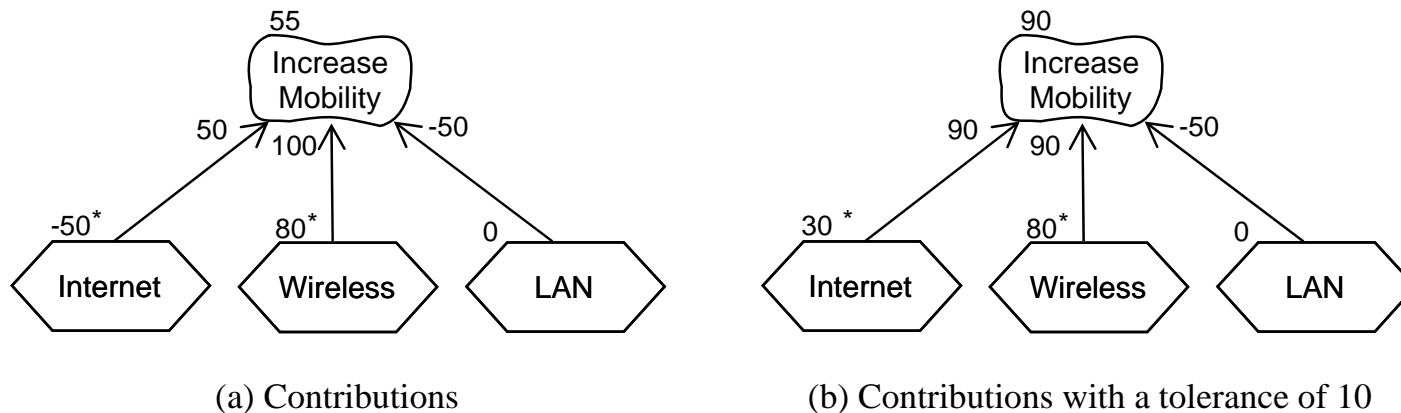 55
Increase
Mobility
50
100
-50
-50*
80*
0
Internet
Wireless
LAN
(a) Contributions
90
Increase
Mobility
90
90
-50
30 *
80*
0
Internet
Wireless
LAN
(b) Contributions with a tolerance of 10